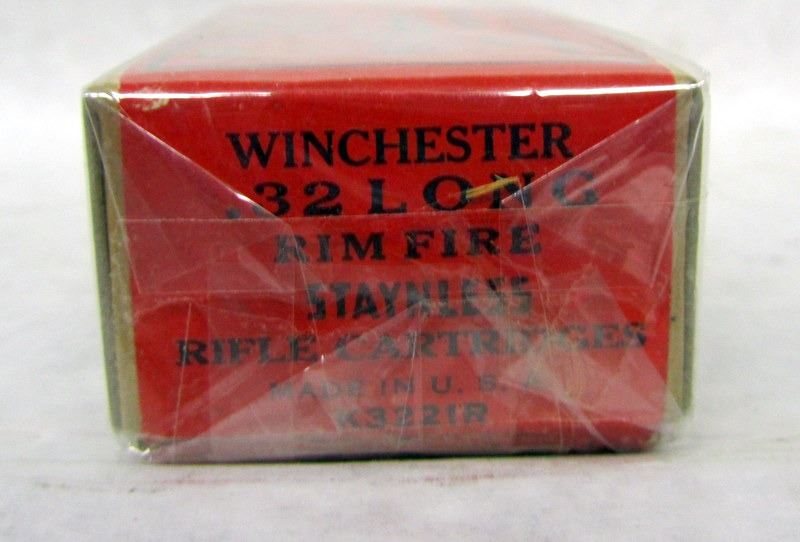 WINCHESTER
.32 LONG
RIM FIRE
STAYNLESS
RIFLE CARTRIDGES
MADE IN U. S. A.
K3221R